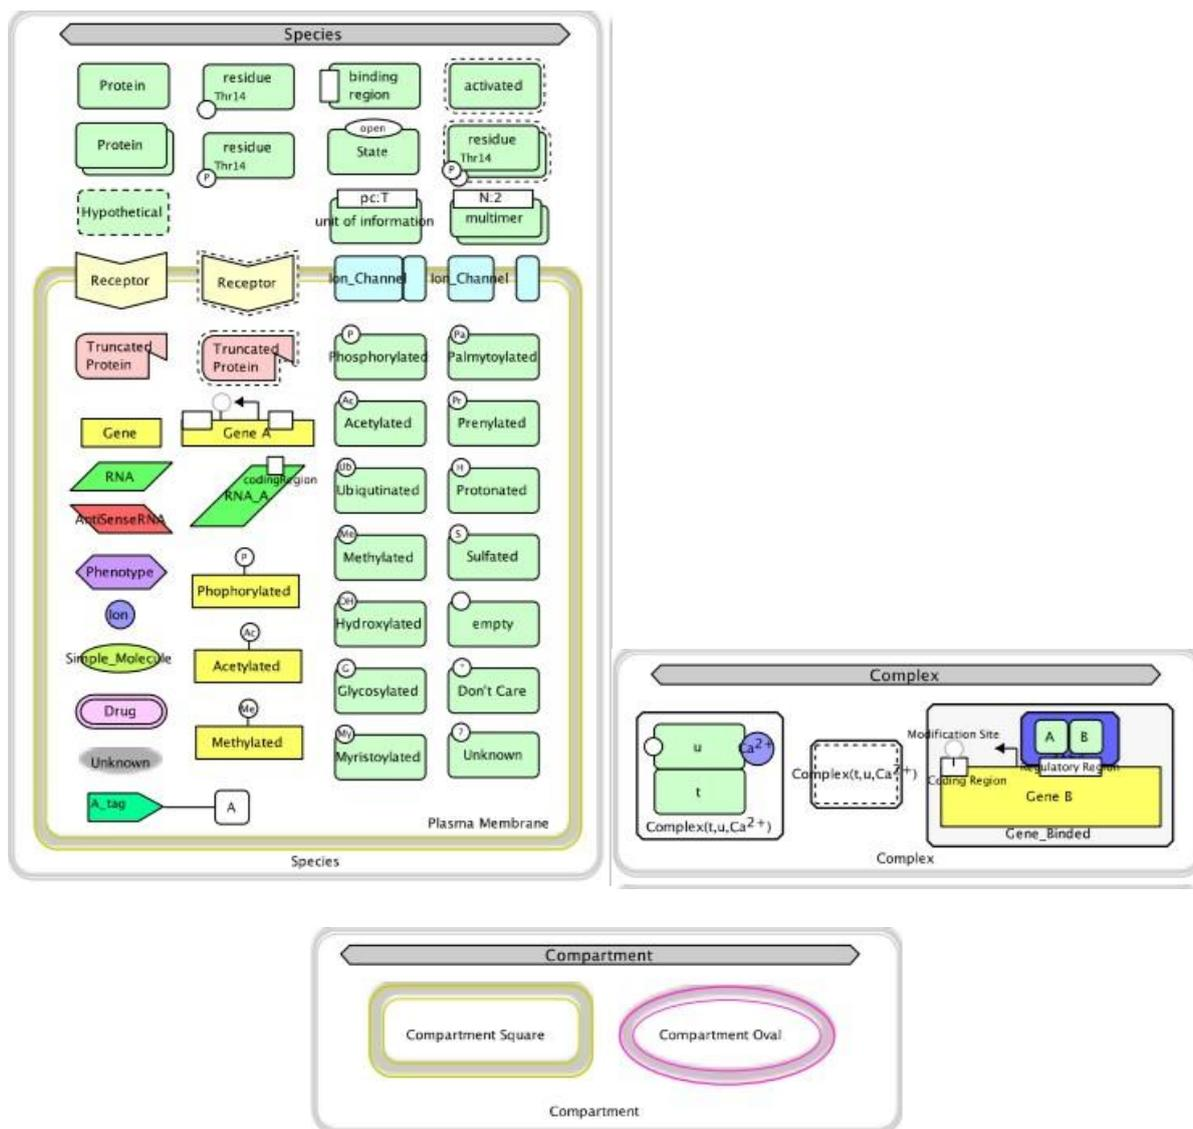 Species
Protein
residue
Thr14
binding
region
activated
Protein
residue
Thr14
P
open
State
residue
Thr14
P
Hypothetical
pc:T
unit of information
N:2
multimer
Receptor
Receptor
Ion_Channel
Ion_Channel
Truncated
Protein
Truncated
Protein
P
Phosphorylated
Pa
Palmytoylated
Gene
Gene A
Ac
Acetylated
Pr
Prenylated
RNA
codingRegion
RNA_A
Ub
Ubiqutinated
H
Protonated
AntiSenseRNA
Me
Methylated
S
Sulfated
Phenotype
P
Phophorylated
Ion
OH
Hydroxylated
empty
Simple_Molecule
Ac
Acetylated
G
Glycosylated
*
Don't Care
Drug
Me
Methylated
My
Myristoylated
?
Unknown
Unknown
A_tag
A
Plasma Membrane
Species
Complex
u
Ca2+
t
Complex(t,u,Ca2+)
Complex(t,u,Ca2+)
Modification Site
A
B
Regulatory Region
Coding Region
Gene B
Gene_Binded
Complex
Compartment
Compartment Square
Compartment Oval
Compartment